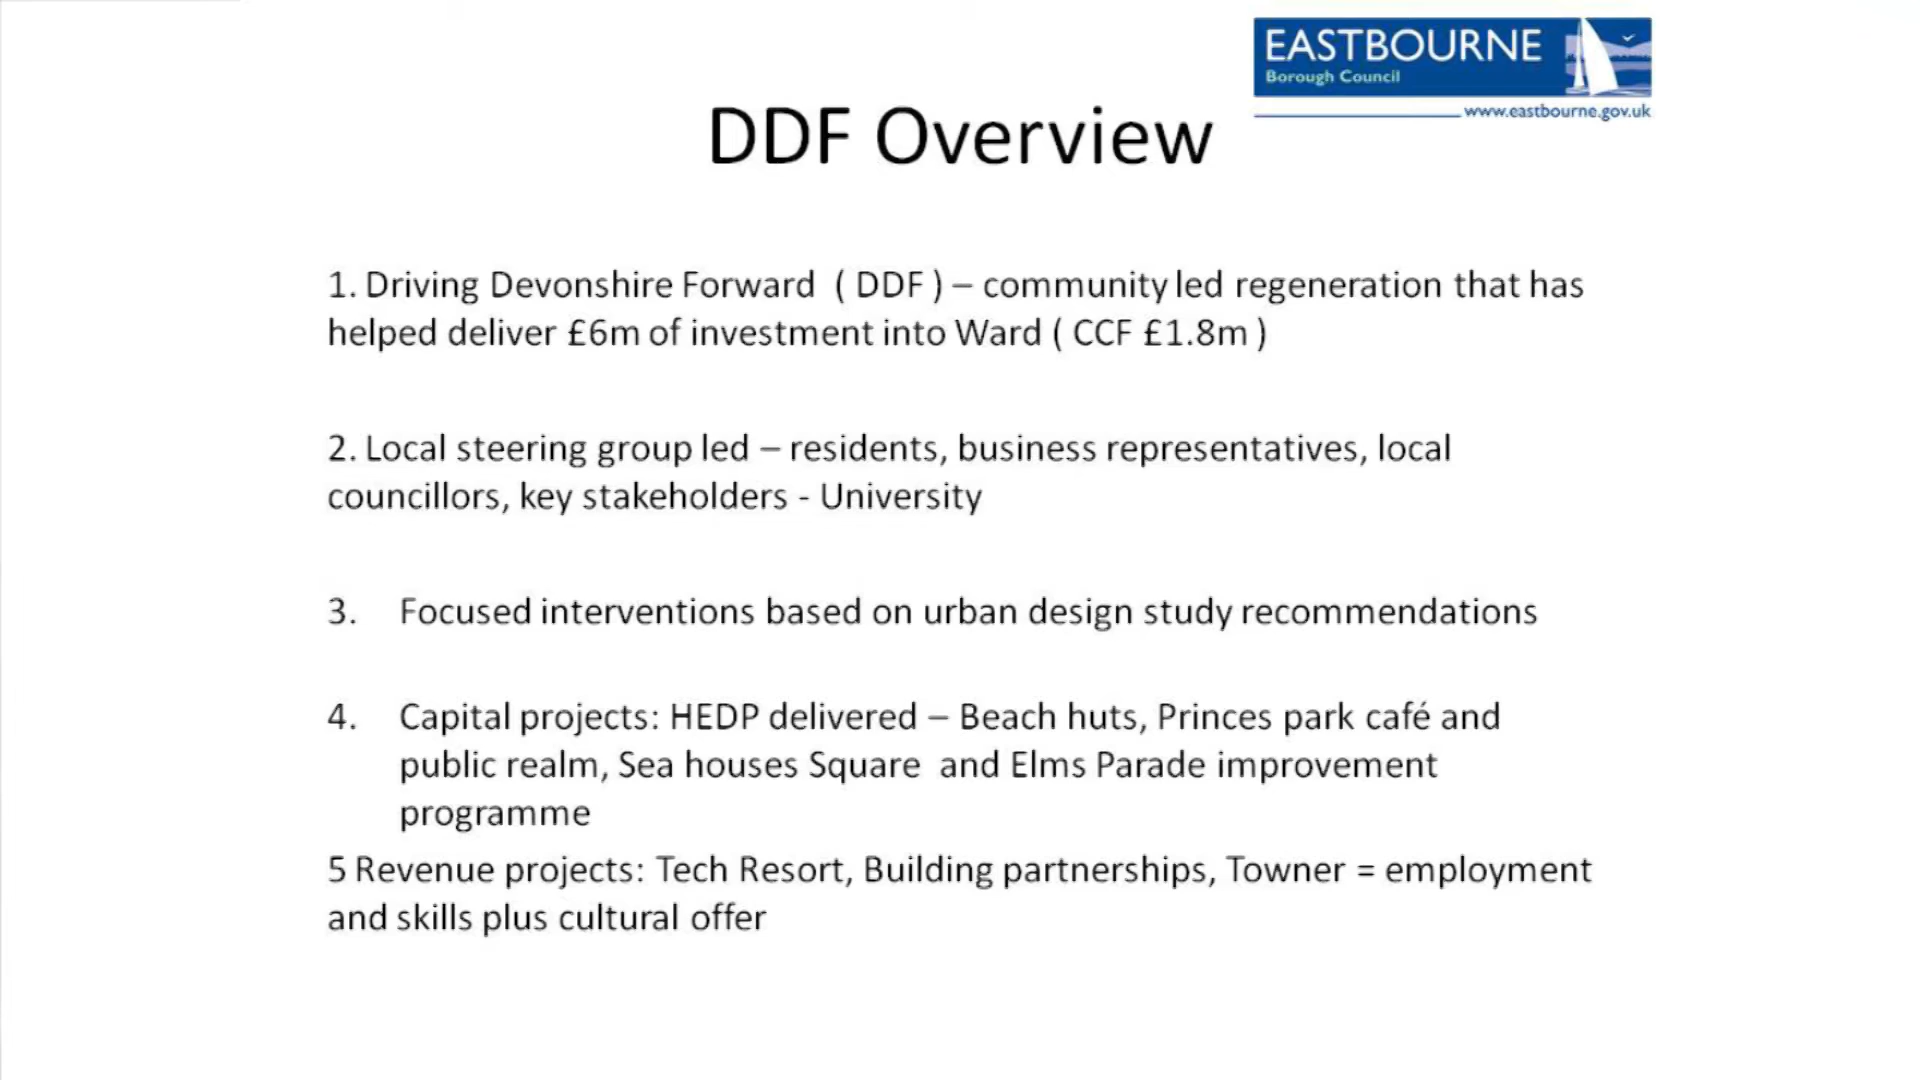 EASTBOURNE
Borough Council
www.eastbourne.gov.uk
DDF Overview
1. Driving Devonshire Forward ( DDF ) – community led regeneration that has
helped deliver £6m of investment into Ward ( CCF £1.8m )
2. Local steering group led – residents, business representatives, local
councillors, key stakeholders - University
3. Focused interventions based on urban design study recommendations
4. Capital projects: HEDP delivered – Beach huts, Princes park café and
public realm, Sea houses Square and Elms Parade improvement
programme
5 Revenue projects: Tech Resort, Building partnerships, Towner = employment
and skills plus cultural offer